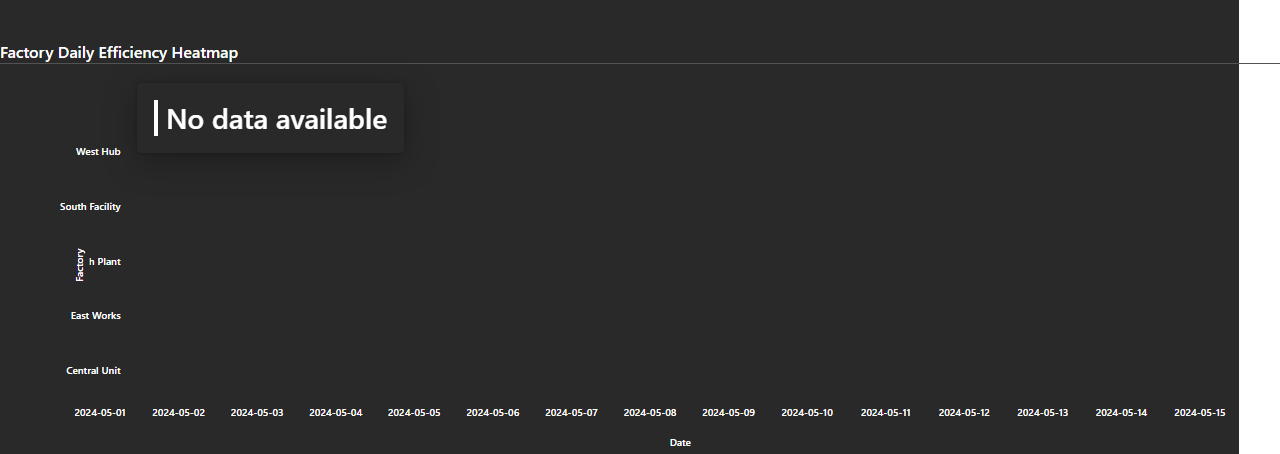 Factory Daily Efficiency Heatmap
No data available
West Hub
South Facility
Factory
h Plant
East Works
Central Unit
2024-05-01 2024-05-02 2024-05-03 2024-05-04 2024-05-05 2024-05-06 2024-05-07 2024-05-08 2024-05-09 2024-05-10 2024-05-11 2024-05-12 2024-05-13 2024-05-14 2024-05-15
Date